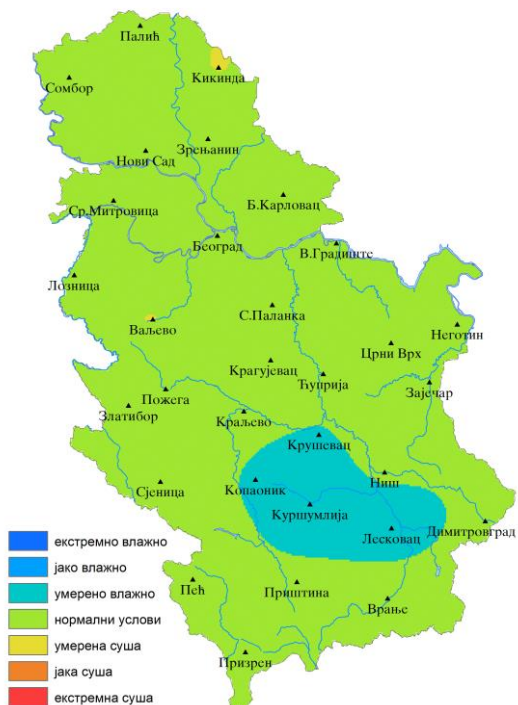 Палић
Кикинда
Сомбор
Зрењанин
Нови Сад
Ср.Митровица
Б.Карловац
Београд
В.Градиште
Лозница
С.Паланка
Ваљево
Неготин
Црни Врх
Крагујевац
Ћуприја
Зајечар
Пожега
Златибор
Краљево
Крушевац
Сјеница
Копаоник
Ниш
Куршумлија
Лесковац
Димитровград
Пећ
Приштина
Врање
Призрен
екстремно влажно
јако влажно
умерено влажно
нормални услови
умерена суша
јака суша
екстремна суша